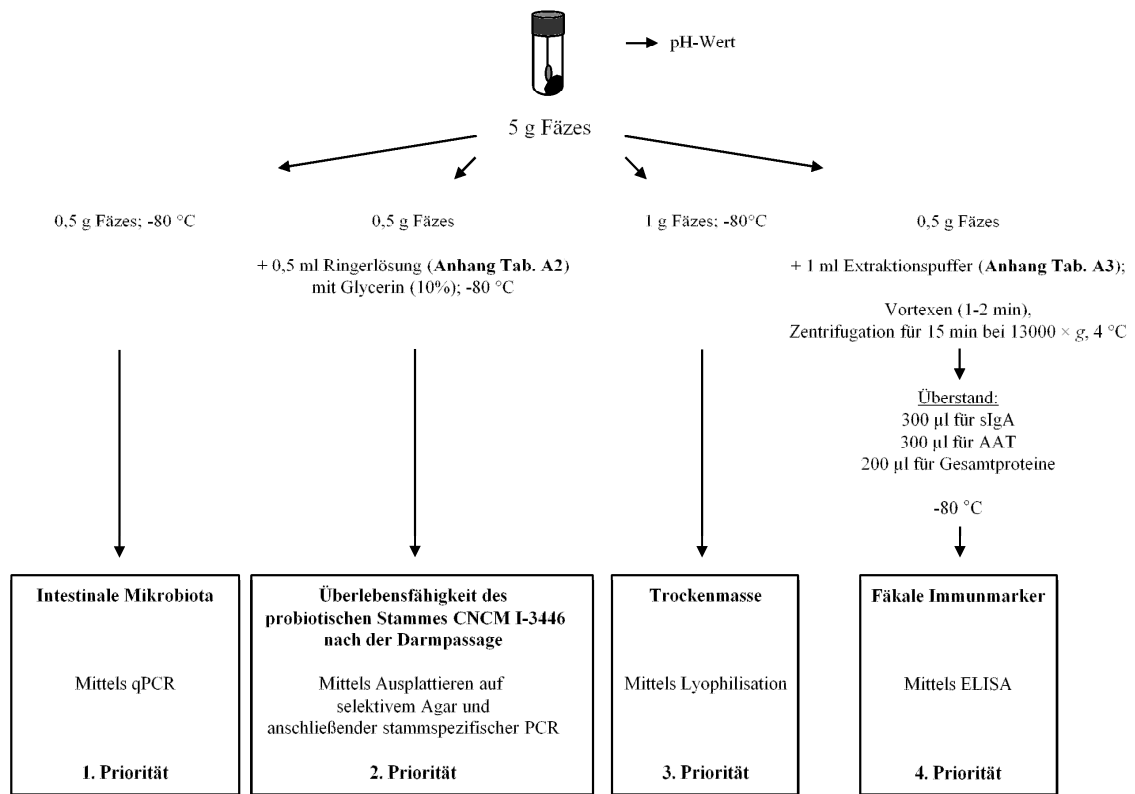 pH-Wert
5 g Fäzes
0,5 g Fäzes; -80 °C
0,5 g Fäzes
+ 0,5 ml Ringerlösung (Anhang Tab. A2)
mit Glycerin (10%); -80 °C
1 g Fäzes; -80°C
0,5 g Fäzes
+ 1 ml Extraktionspuffer (Anhang Tab. A3);
Vortexen (1-2 min),
Zentrifugation für 15 min bei 13000 × g, 4 °C
Überstand:
300 µl für sIgA
300 µl für AAT
200 µl für Gesamtproteine
-80 °C
Intestinale Mikrobiota
Mittels qPCR
1. Priorität
Überlebensfähigkeit des
probiotischen Stammes CNCM I-3446
nach der Darmpassage
Mittels Ausplattieren auf
selektivem Agar und
anschließender stammspezifischer PCR
2. Priorität
Trockenmasse
Mittels Lyophilisation
3. Priorität
Fäkale Immunmarker
Mittels ELISA
4. Priorität